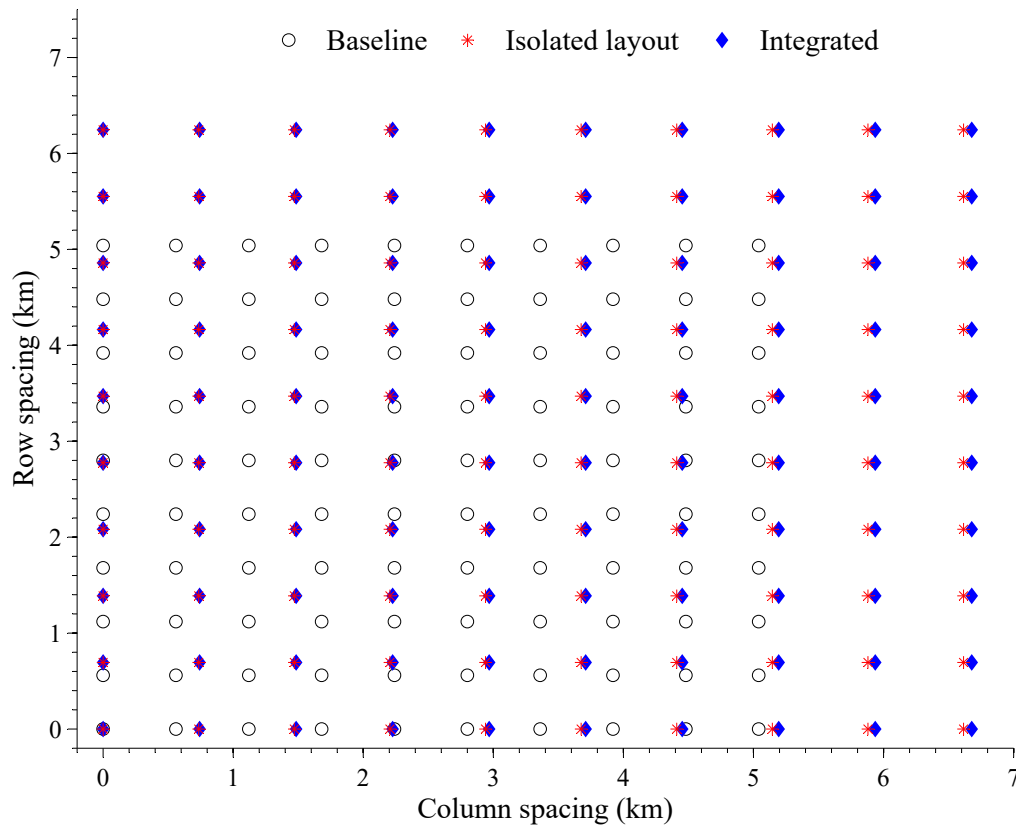 Baseline Isolated layout Integrated
7
6
5
4
3
2
1
0
Row spacing (km)
0 1 2 3 4 5 6 7
Column spacing (km)